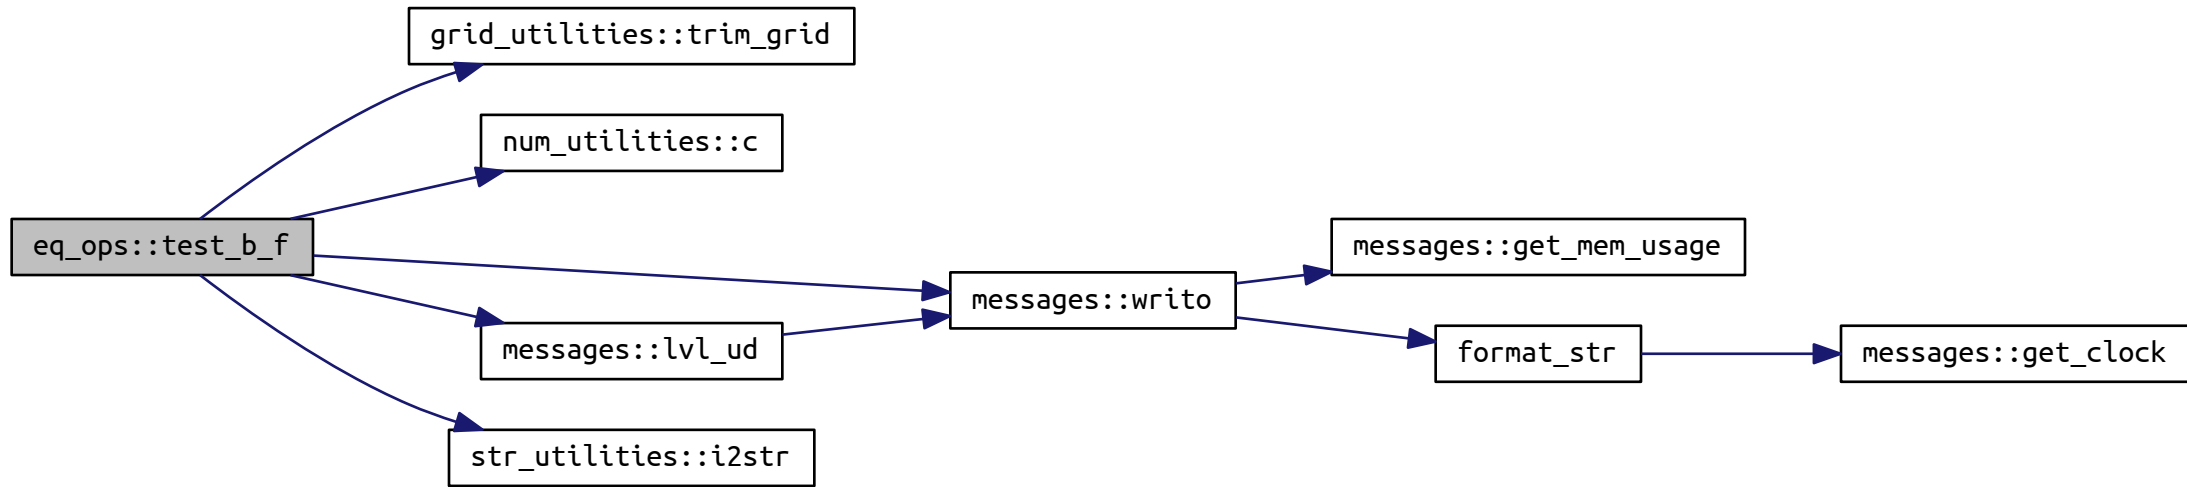 grid_utilities::trim_grid
num_utilities::c
eq_ops::test_b_f
messages::get_mem_usage
messages::writo
messages::lvl_ud
format_str
messages::get_clock
str_utilities::i2str